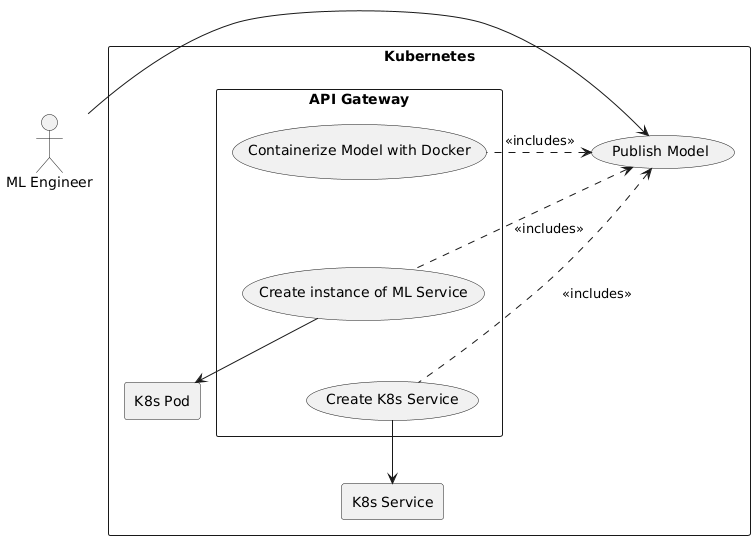 Kubernetes
API Gateway
Containerize Model with Docker
«includes»
Publish Model
ML Engineer
«includes»
Create instance of ML Service
«includes»
K8s Pod
Create K8s Service
K8s Service